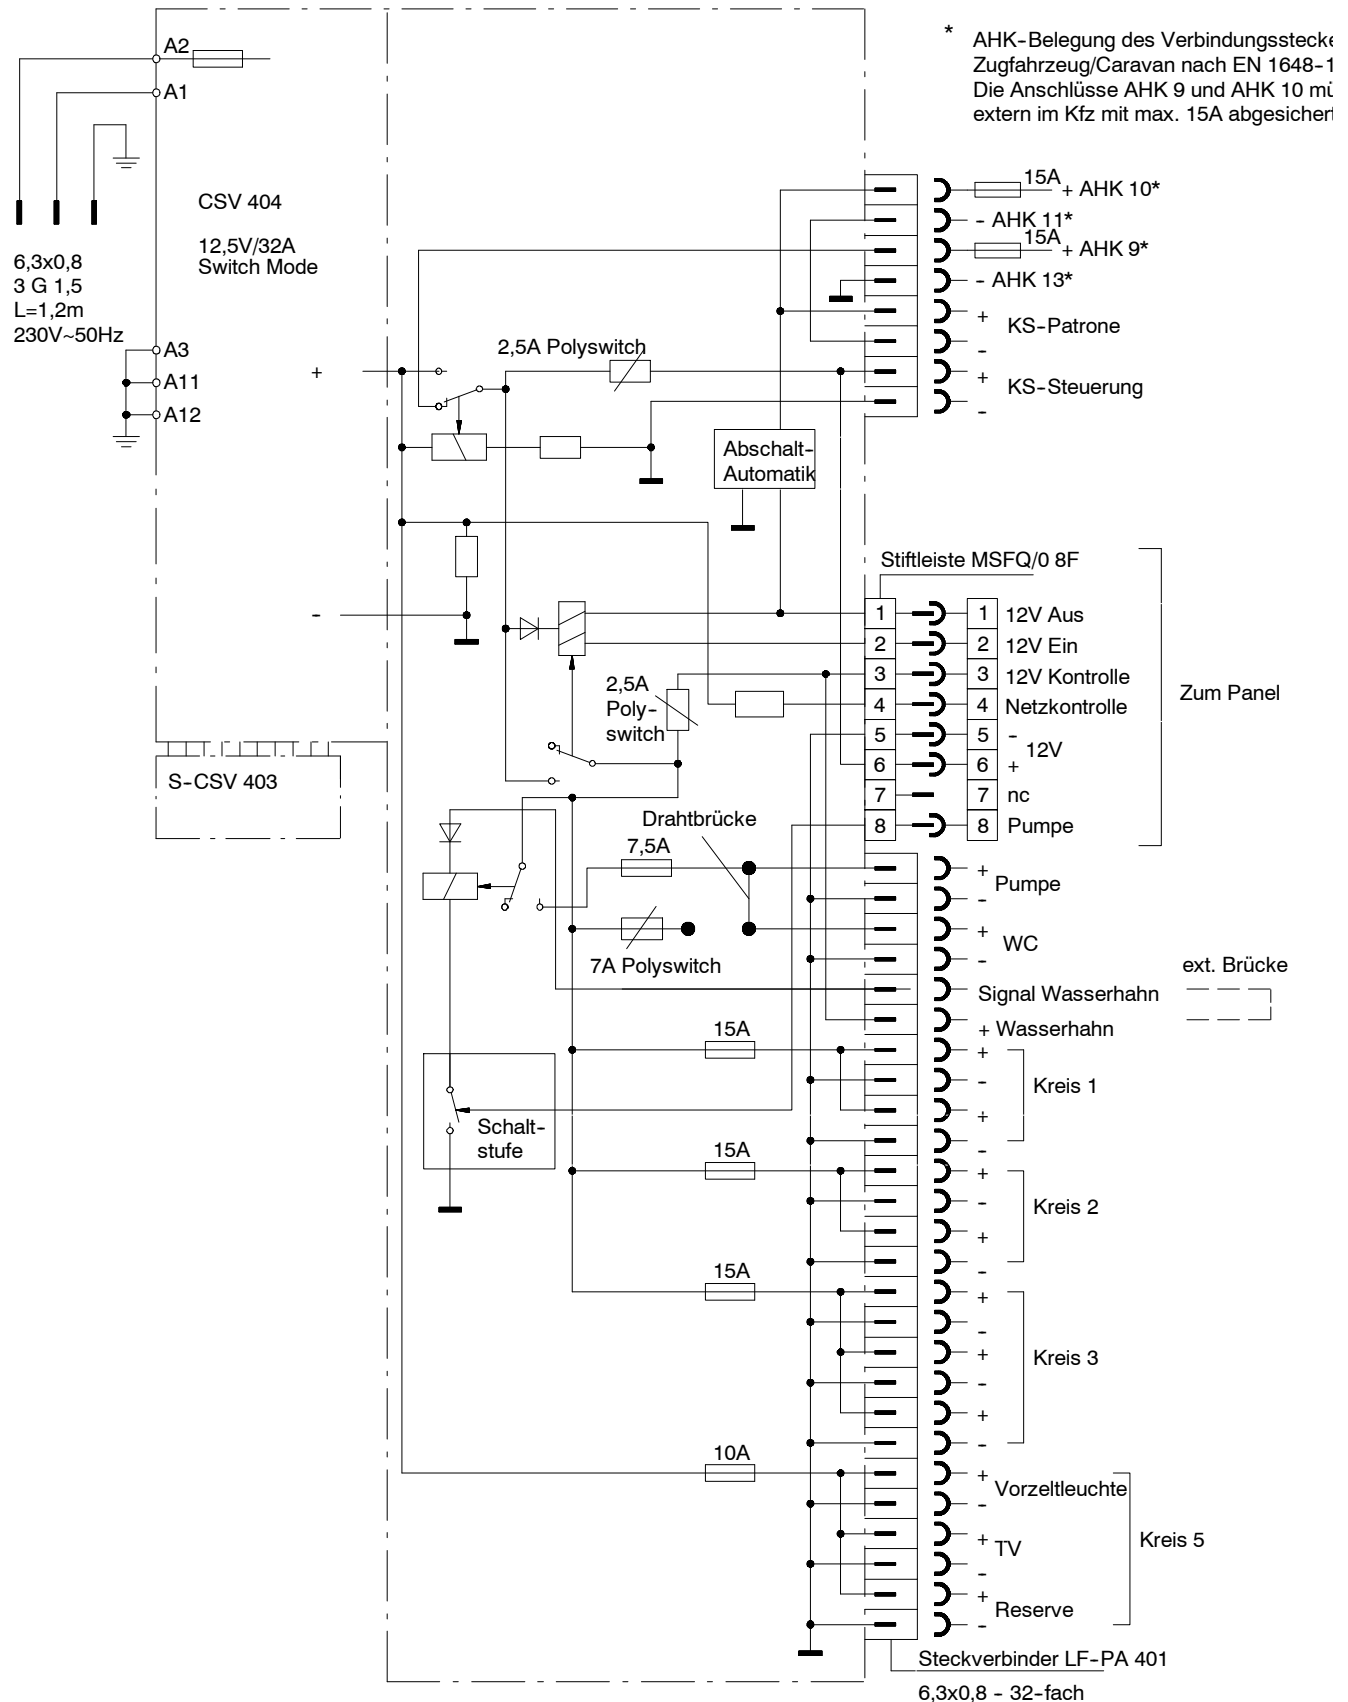 * AHK-Belegung des Verbindungsstecke
Zugfahrzeug/Caravan nach EN 1648-1
Die Anschlüsse AHK 9 und AHK 10 mü
extern im Kfz mit max. 15A abgesichert
A2
A1
CSV 404
12,5V/32A
Switch Mode
6,3x0,8
3 G 1,5
L=1,2m
230V~50Hz
A3
A11
A12
+
-
S-CSV 403
15A
+ AHK 10*
- AHK 11*
15A
+ AHK 9*
- AHK 13*
+
KS-Patrone
-
+
KS-Steuerung
-
2,5A Polyswitch
Abschalt-
Automatik
Stiftleiste MSFQ/0 8F
1 1 12V Aus
2 2 12V Ein
3 3 12V Kontrolle
4 4 Netzkontrolle
5 5 -
12V
6 6 +
7 7 nc
8 8 Pumpe
Zum Panel
2,5A
Poly-
switch
Drahtbrücke
7,5A
7A Polyswitch
+
Pumpe
-
+
WC
-
Signal Wasserhahn
+ Wasserhahn
ext. Brücke
15A
+
-
Kreis 1
+
-
Schalt-
stufe
15A
+
-
Kreis 2
+
-
15A
+
-
+
Kreis 3
-
+
-
10A
+
Vorzeltleuchte
-
+
TV
-
Kreis 5
+
Reserve
-
Steckverbinder LF-PA 401
6,3x0,8 - 32-fach